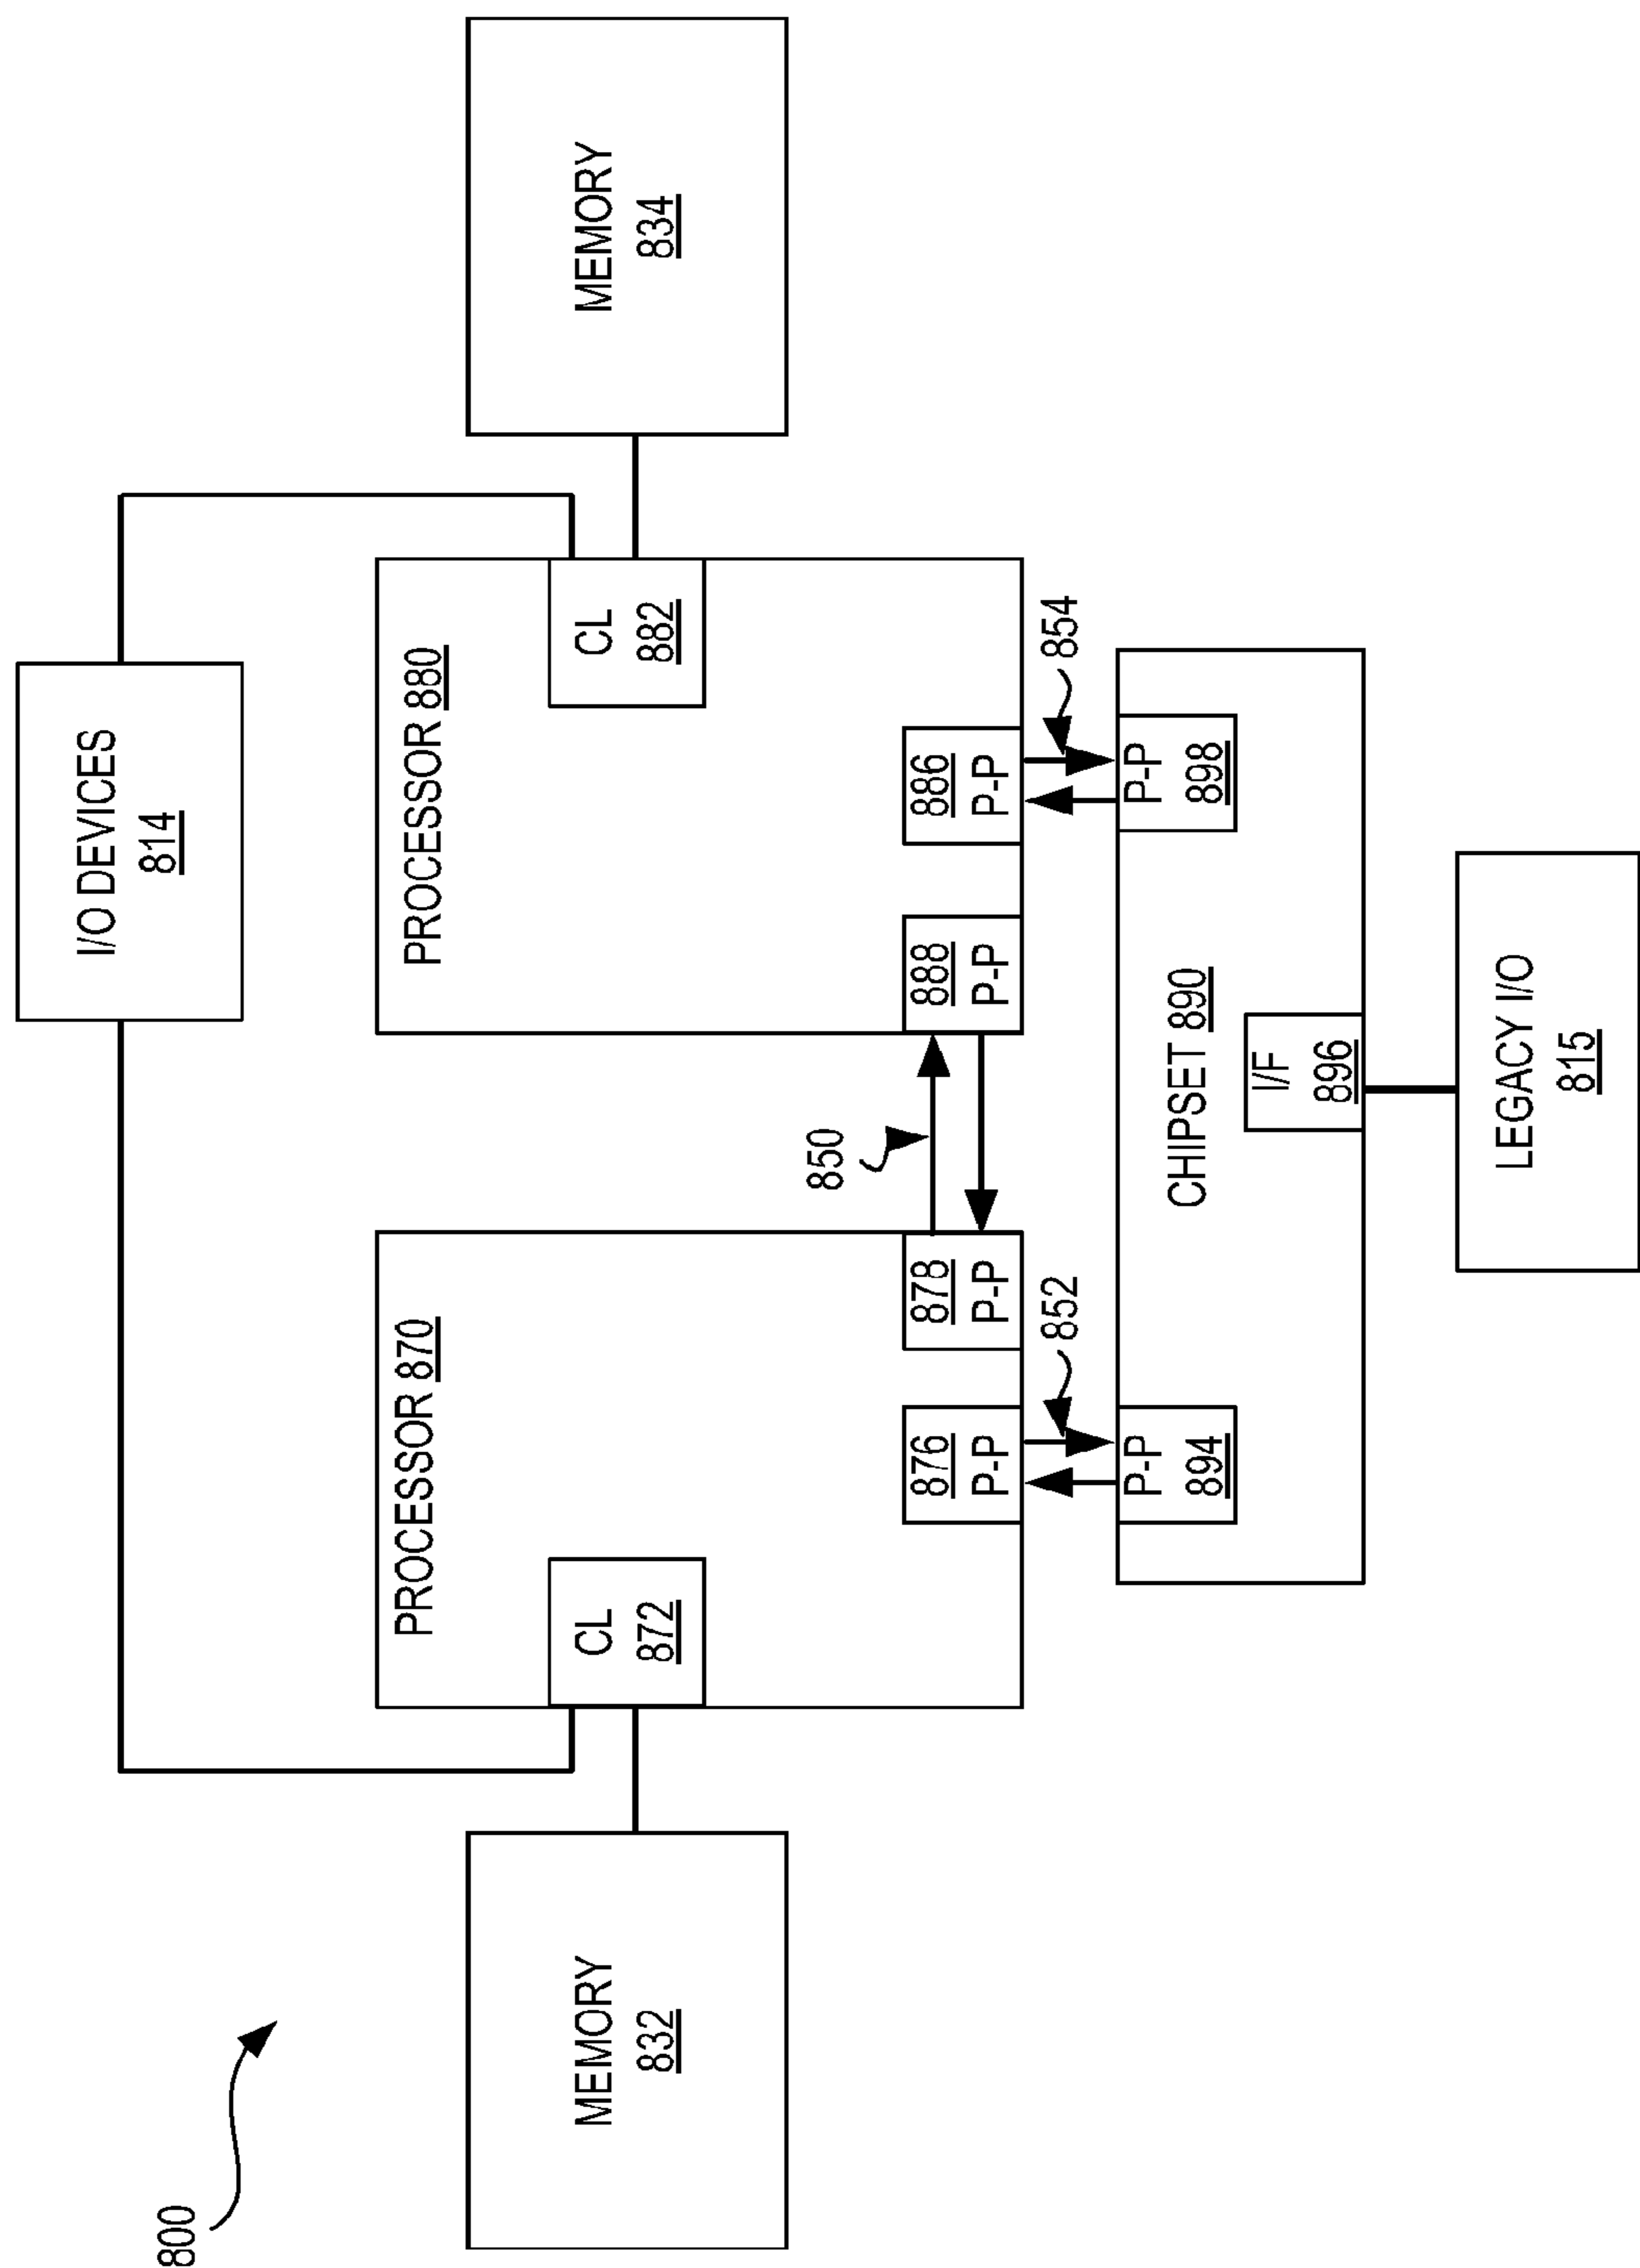 800
I/O DEVICES
814
PROCESSOR 870
PROCESSOR 880
MEMORY
832
CL
872
CL
882
MEMORY
834
850
876
P-P
878
P-P
888
P-P
886
P-P
852
854
P-P
894
CHIPSET 890
P-P
898
I/F
896
LEGACY I/O
815